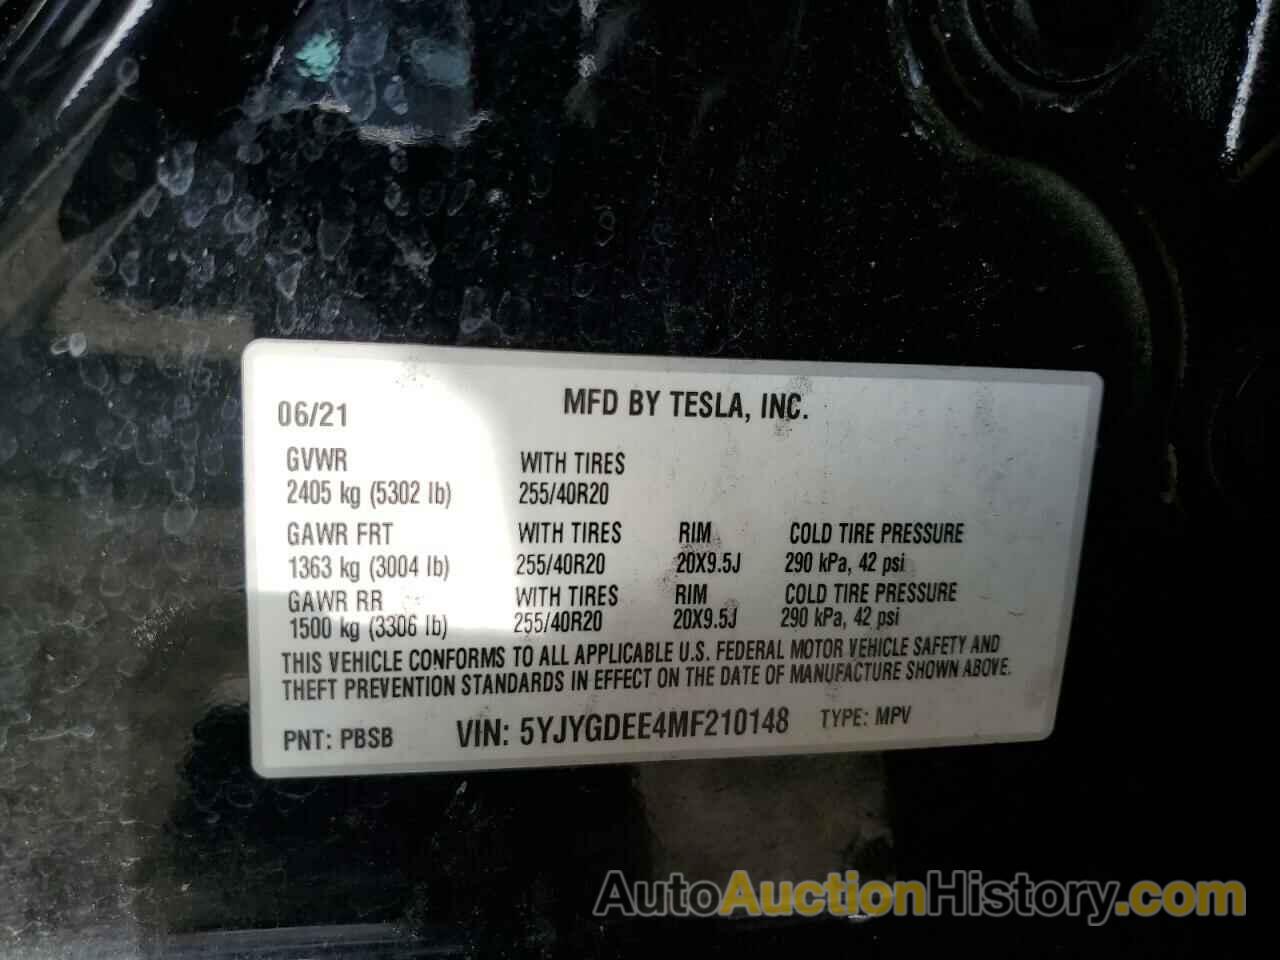 06/21 MFD BY TESLA, INC.
GVWR WITH TIRES
2405 kg (5302 lb) 255/40R20
GAWR FRT WITH TIRES RIM COLD TIRE PRESSURE
1363 kg (3004 lb) 255/40R20 20X9.5J 290 kPa, 42 psi
GAWR RR WITH TIRES RIM COLD TIRE PRESSURE
1500 kg (3306 lb) 255/40R20 20X9.5J 290 kPa, 42 psi
THIS VEHICLE CONFORMS TO ALL APPLICABLE U.S. FEDERAL MOTOR VEHICLE SAFETY AND
THEFT PREVENTION STANDARDS IN EFFECT ON THE DATE OF MANUFACTURE SHOWN ABOVE.
PNT: PBSB VIN: 5YJYGDEE4MF210148 TYPE: MPV
AutoAuctionHistory.com